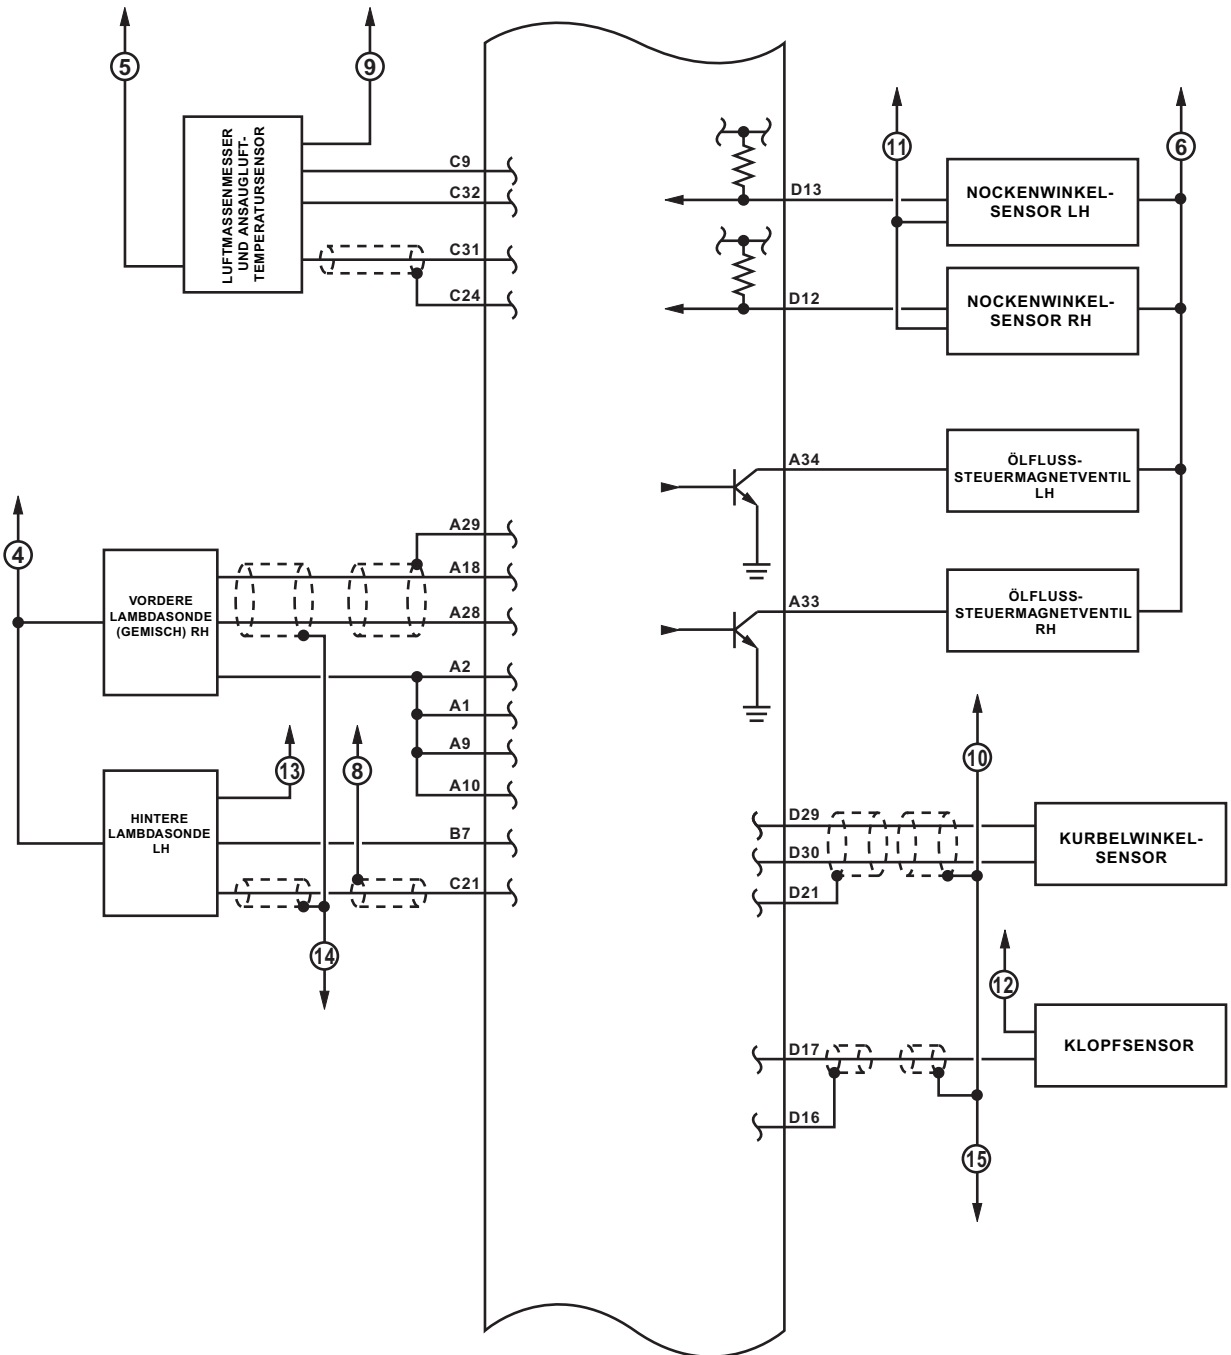 5
9
LUFTMASSENMESSER
UND ANSAUGLUFT-
TEMPERATURSENSOR
C9
C32
C31
C24
4
VORDERE
LAMBDASONDE
(GEMISCH) RH
A29
A18
A28
A2
A1
A9
A10
13
8
HINTERE
LAMBDASONDE
LH
B7
C21
14
11
6
D13
NOCKENWINKEL-
SENSOR LH
D12
NOCKENWINKEL-
SENSOR RH
A34
ÖLFLUSS-
STEUERMAGNETVENTIL
LH
A33
ÖLFLUSS-
STEUERMAGNETVENTIL
RH
10
D29
D30
D21
KURBELWINKEL-
SENSOR
12
D17
D16
KLOPFSENSOR
15